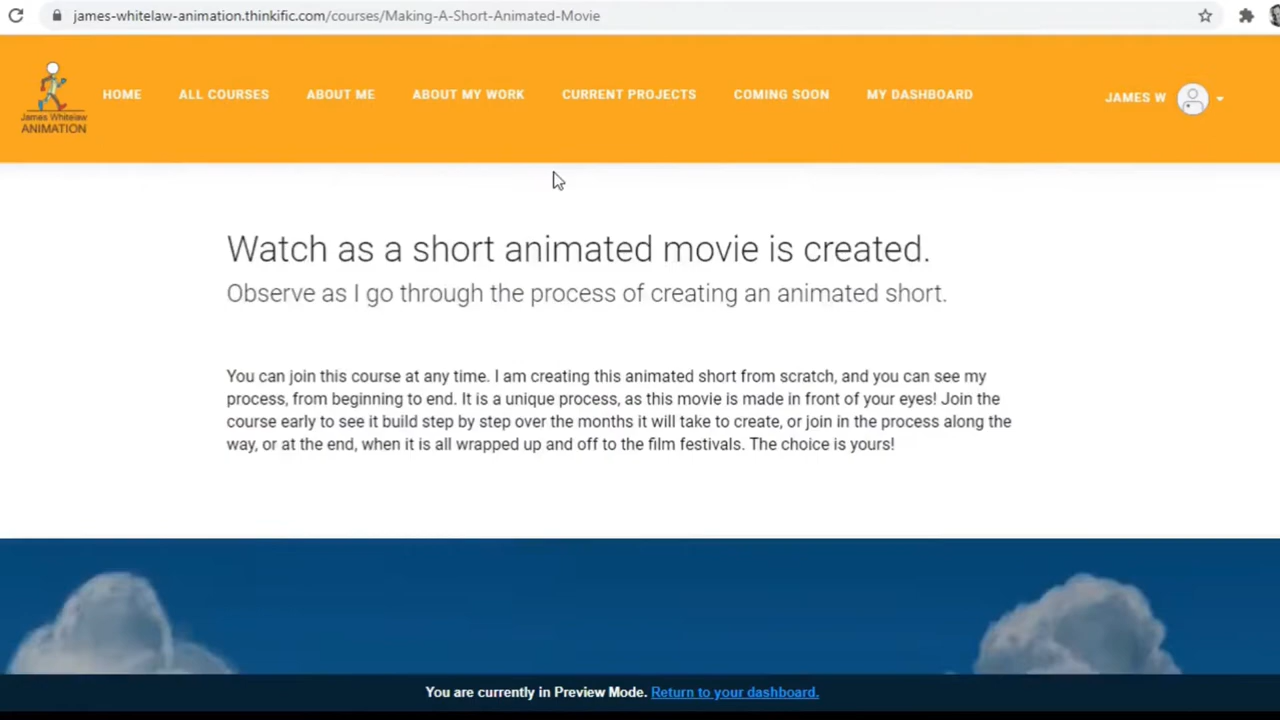 james-whitelaw-animation.thinkific.com/courses/Making-A-Short-Animated-Movie
James Whitelaw
ANIMATION
HOME
ALL COURSES
ABOUT ME
ABOUT MY WORK
CURRENT PROJECTS
COMING SOON
MY DASHBOARD
JAMES W
Watch as a short animated movie is created.
Observe as I go through the process of creating an animated short.
You can join this course at any time. I am creating this animated short from scratch, and you can see my
process, from beginning to end. It is a unique process, as this movie is made in front of your eyes! Join the
course early to see it build step by step over the months it will take to create, or join in the process along the
way, or at the end, when it is all wrapped up and off to the film festivals. The choice is yours!
You are currently in Preview Mode. Return to your dashboard.